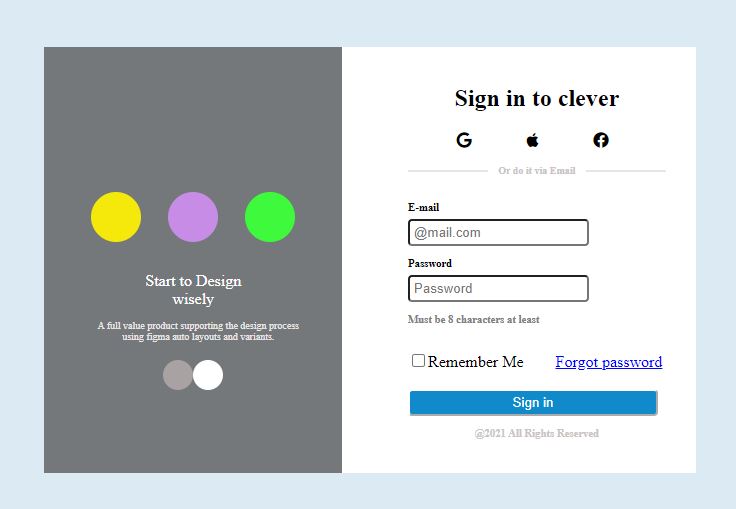 Start to Design
wisely
A full value product supporting the design process
using figma auto layouts and variants.
Sign in to clever
Or do it via Email
E-mail
@mail.com
Password
Password
Must be 8 characters at least
Remember Me
Forgot password
Sign in
@2021 All Rights Reserved